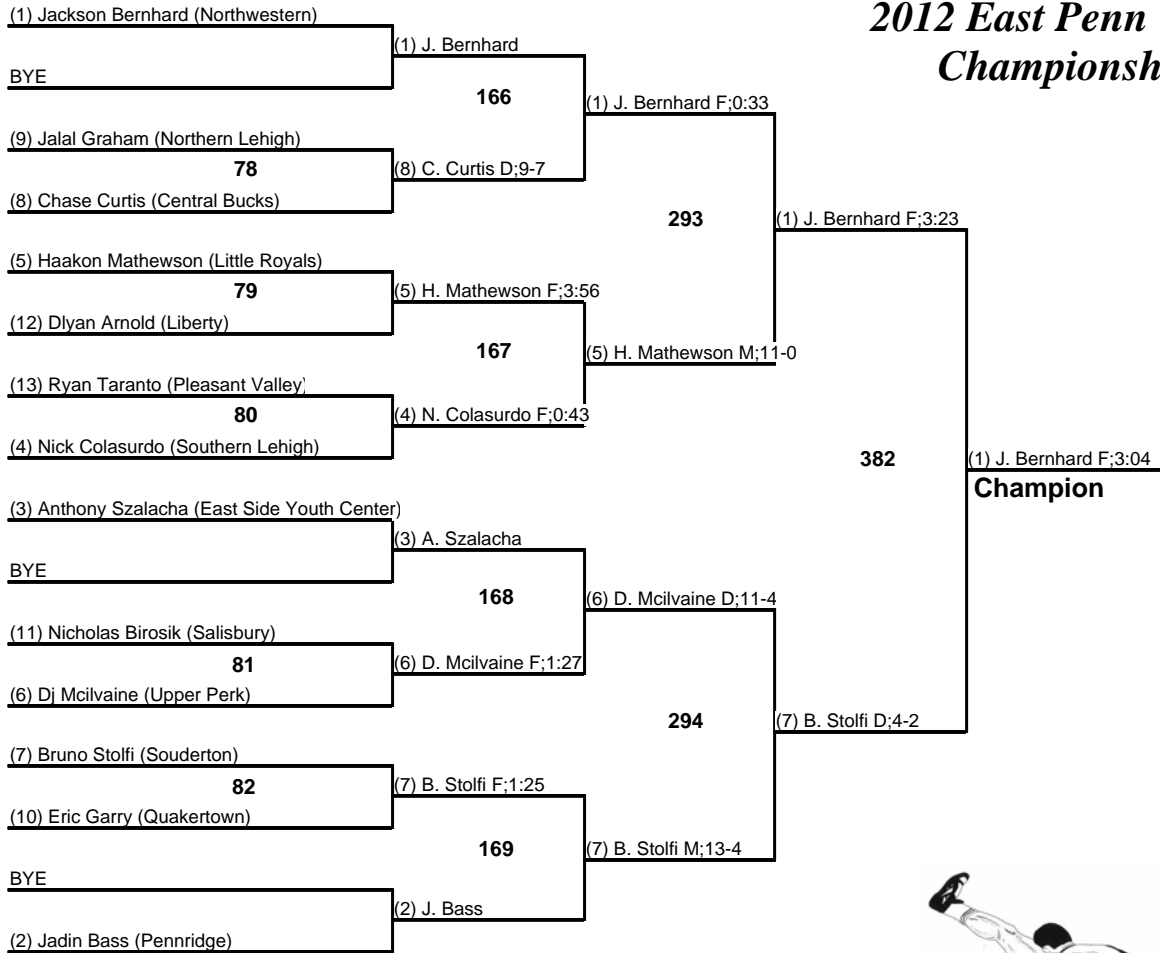 2012 East Penn
Championsh
(1) Jackson Bernhard (Northwestern)
(1) J. Bernhard
BYE
166
(1) J. Bernhard F;0:33
(9) Jalal Graham (Northern Lehigh)
78
(8) C. Curtis D;9-7
(8) Chase Curtis (Central Bucks)
293
(1) J. Bernhard F;3:23
(5) Haakon Mathewson (Little Royals)
79
(5) H. Mathewson F;3:56
(12) Dlyan Arnold (Liberty)
167
(5) H. Mathewson M;11-0
(13) Ryan Taranto (Pleasant Valley)
80
(4) N. Colasurdo F;0:43
(4) Nick Colasurdo (Southern Lehigh)
382
(1) J. Bernhard F;3:04
Champion
(3) Anthony Szalacha (East Side Youth Center)
(3) A. Szalacha
BYE
168
(6) D. Mcilvaine D;11-4
(11) Nicholas Birosik (Salisbury)
81
(6) D. Mcilvaine F;1:27
(6) Dj Mcilvaine (Upper Perk)
294
(7) B. Stolfi D;4-2
(7) Bruno Stolfi (Souderton)
82
(7) B. Stolfi F;1:25
(10) Eric Garry (Quakertown)
169
(7) B. Stolfi M;13-4
BYE
(2) J. Bass
(2) Jadin Bass (Pennridge)